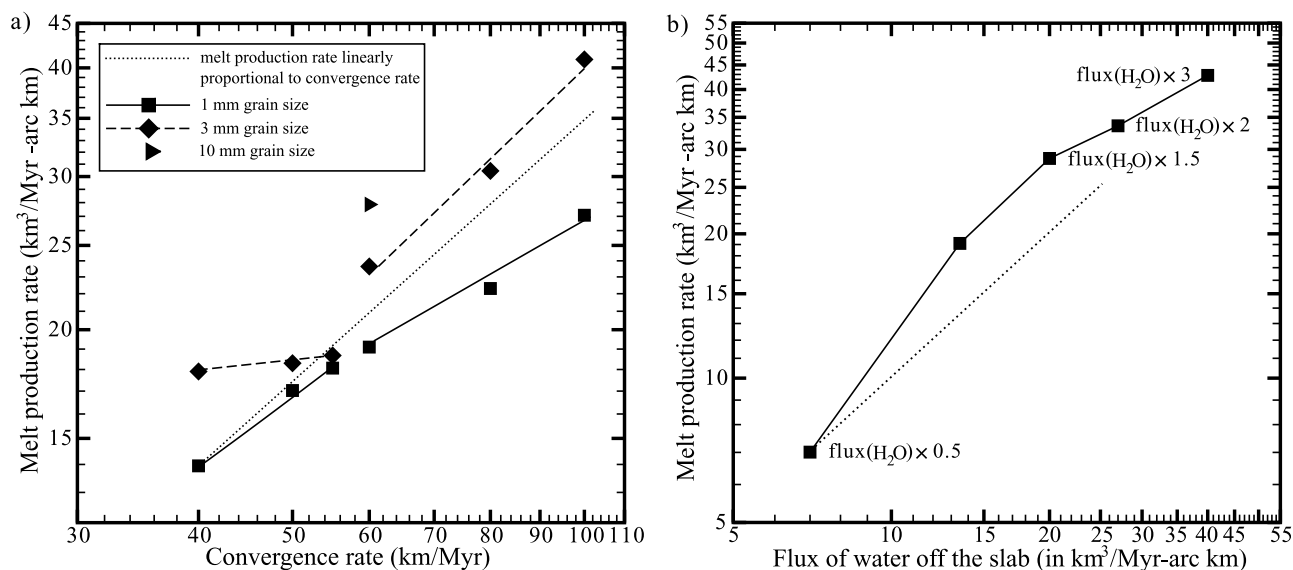 a)
Melt production rate (km³/Myr-arc km)
45
40
35
30
25
20
15
melt production rate linearly
proportional to convergence rate
1 mm grain size
3 mm grain size
10 mm grain size
30
40
50
60
70
80
90
100
110
Convergence rate (km/Myr)
b)
Melt production rate (km³/Myr -arc km)
55
50
45
40
35
30
25
20
15
10
5
flux(H₂O)× 3
flux(H₂O)× 2
flux(H₂O)× 1.5
flux(H₂O)× 0.5
5
10
15
20
25
30
35
40
45
55
Flux of water off the slab (in km³/Myr-arc km)